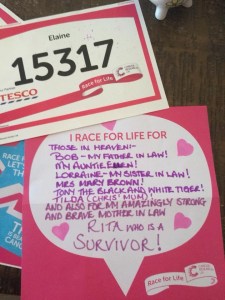 Elaine
15317
TESCO
Race for Life
I RACE FOR LIFE FOR
THOSE IN HEAVEN:-
BOB - MY FATHER IN LAW!
MY AUNTIE
LORRAINE - MY SISTER IN LAW!
MRS MARY BROWN!
TONY THE BLACK AND WHITE TIGER!
TILDA (CHRIS' MUM)!
AND ALSO FOR MY AMAZINGLY STRONG
AND BRAVE MOTHER IN LAW
RITA WHO IS A
SURVIVOR!
Race for Life